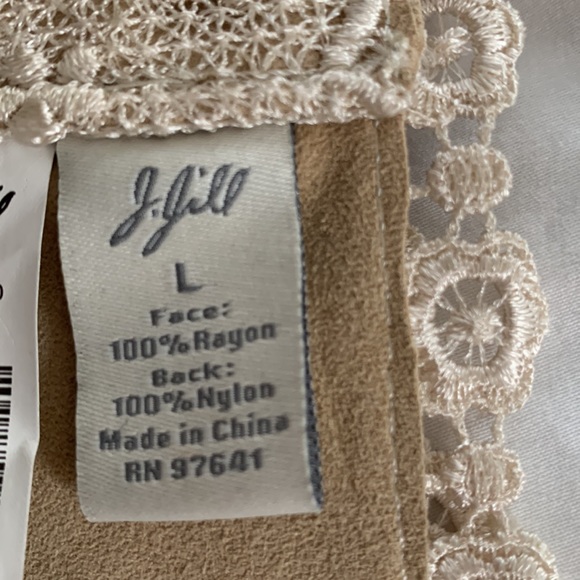 J.Jill
L
Face:
100% Rayon
Back:
100% Nylon
Made in China
RN 97641